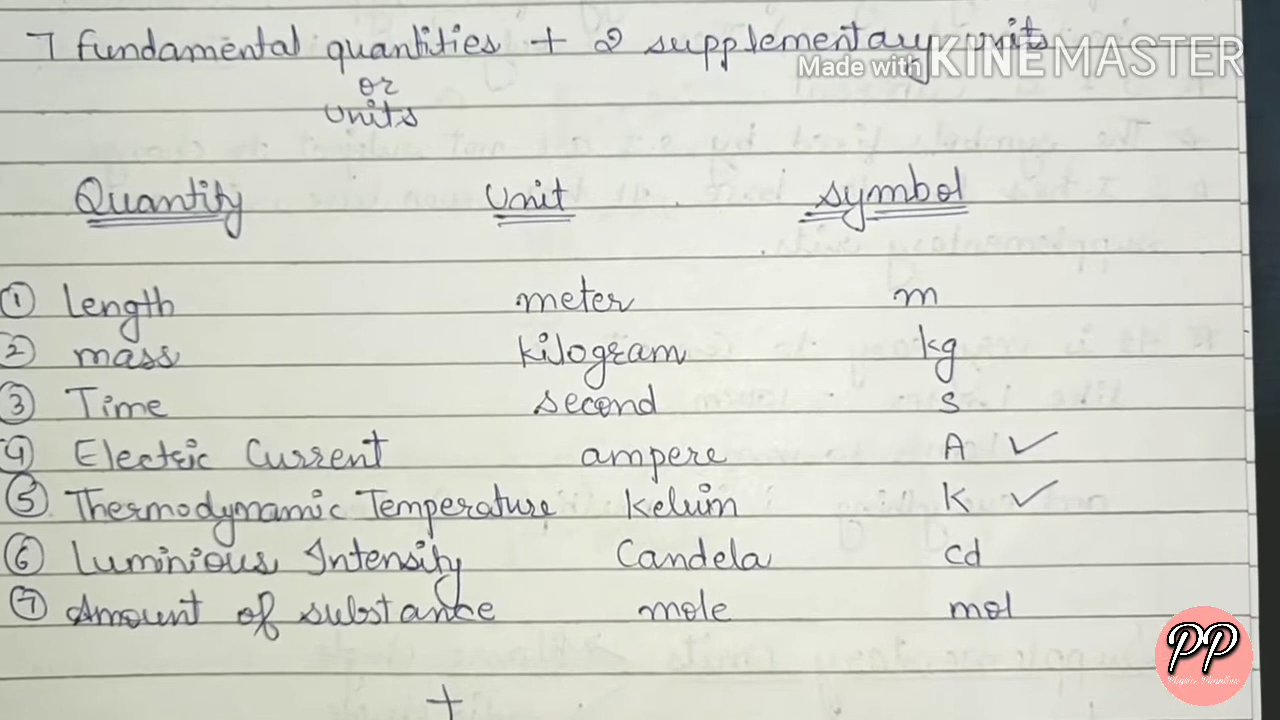 7 fundamental quantities + 2 supplementary units
or
units
Made with KINEMASTER
Quantity Unit Symbol
① Length meter m
② mass kilogram kg
③ Time second s
④ Electric Current ampere A ✓
⑤ Thermodynamic Temperature Kelvin K ✓
⑥ Luminious Intensity Candela cd
⑦ Amount of substance mole mol
+
PP